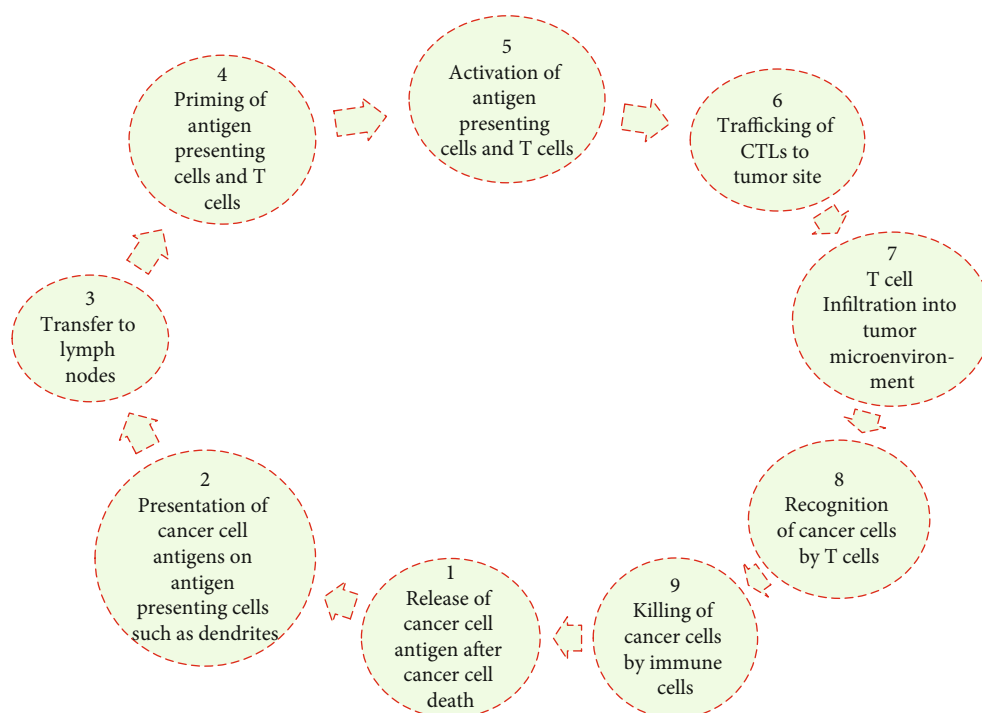 1
Release of
cancer cell
antigen after
cancer cell
death
2
Presentation of
cancer cell
antigens on
antigen
presenting cells
such as dendrites
3
Transfer to
lymph
nodes
4
Priming of
antigen
presenting
cells and T
cells
5
Activation of
antigen
presenting
cells and T cells
6
Trafficking of
CTLs to
tumor site
7
T cell
Infiltration into
tumor
microenviron-
ment
8
Recognition
of cancer cells
by T cells
9
Killing of
cancer cells
by immune
cells